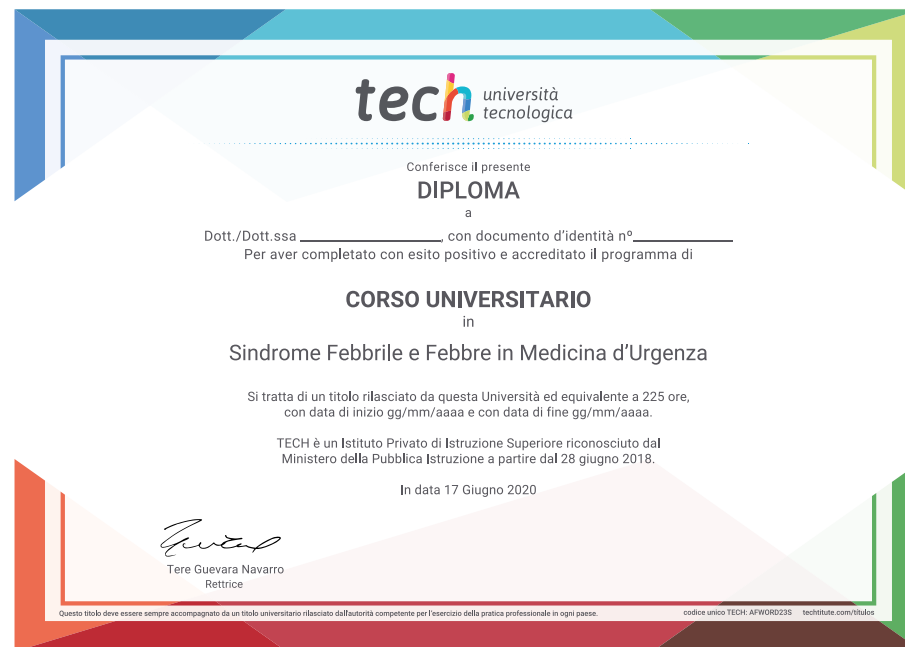 tech università
tecnologica
Conferisce il presente
DIPLOMA
a
Dott./Dott.ssa ____________________, con documento d'identità nº______________
Per aver completato con esito positivo e accreditato il programma di
CORSO UNIVERSITARIO
in
Sindrome Febbrile e Febbre in Medicina d'Urgenza
Si tratta di un titolo rilasciato da questa Università ed equivalente a 225 ore,
con data di inizio gg/mm/aaaa e con data di fine gg/mm/aaaa.
TECH è un Istituto Privato di Istruzione Superiore riconosciuto dal
Ministero della Pubblica Istruzione a partire dal 28 giugno 2018.
In data 17 Giugno 2020
Tere Guevara Navarro
Rettrice
Questo titolo deve essere sempre accompagnato da un titolo universitario rilasciato dall'autorità competente per l'esercizio della pratica professionale in ogni paese. codice unico TECH: AFWORD23S techtitute.com/titulos